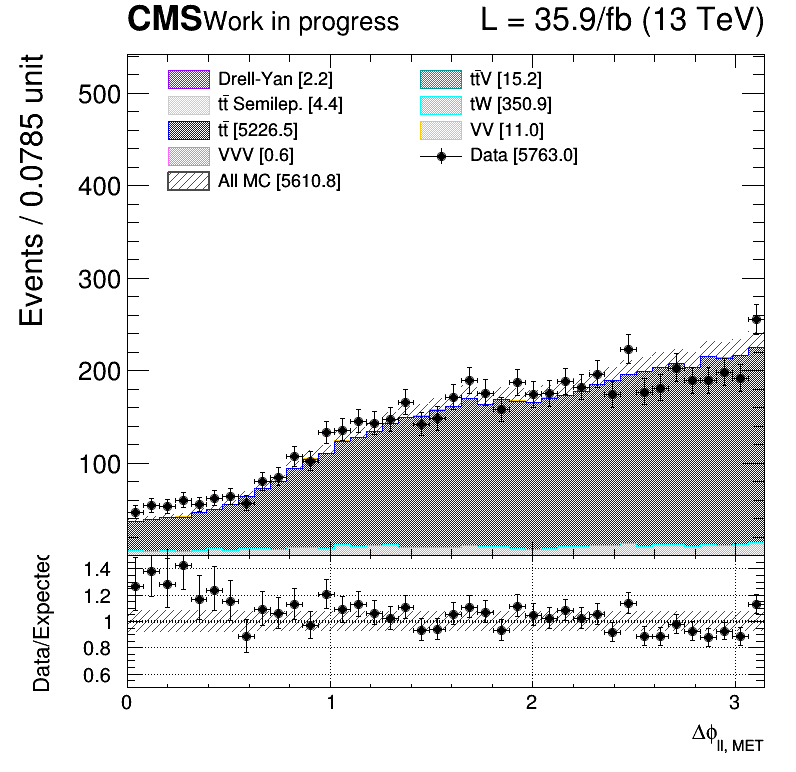 CMS Work in progress L = 35.9/fb (13 TeV)
Events / 0.0785 unit
500
400
300
200
100
Drell-Yan [2.2]
tt̄ Semilep. [4.4]
tt̄ [5226.5]
VVV [0.6]
All MC [5610.8]
tt̄V [15.2]
tW [350.9]
VV [11.0]
Data [5763.0]
Data/Expected
1.4
1.2
1
0.8
0.6
0 1 2 3
Δϕll, MET